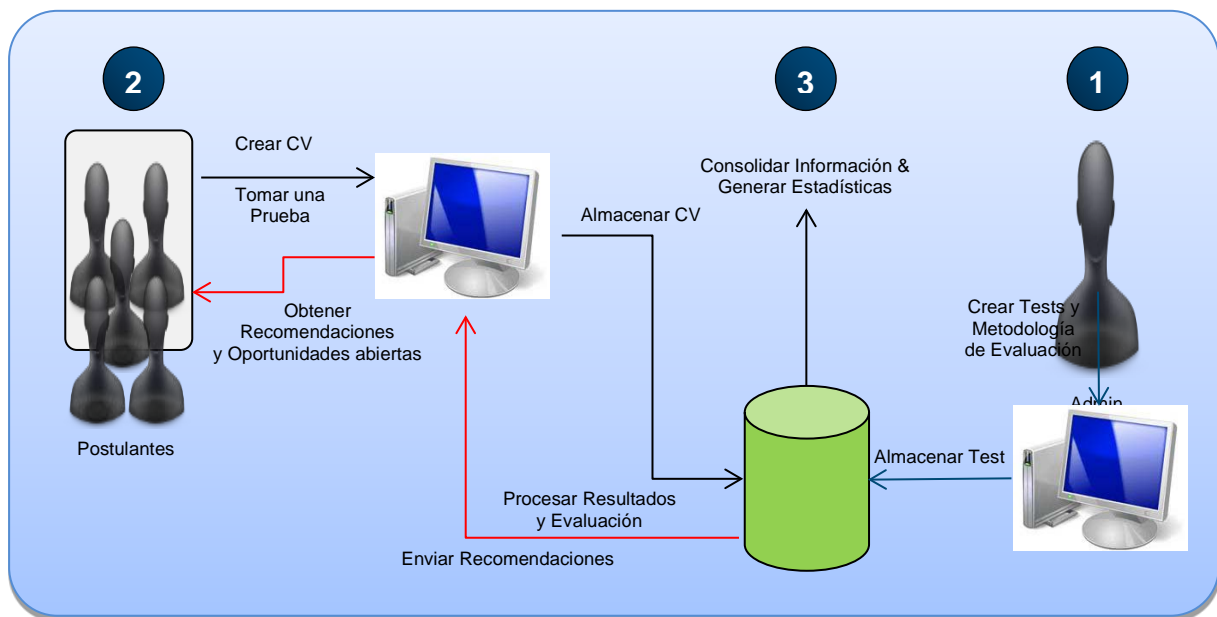 2
3
1
Crear CV
Tomar una
Prueba
Consolidar Información &
Generar Estadísticas
Almacenar CV
Obtener
Recomendaciones
y Oportunidades abiertas
Crear Tests y
Metodología
de Evaluación
Admin
Postulantes
Almacenar Test
Procesar Resultados
y Evaluación
Enviar Recomendaciones